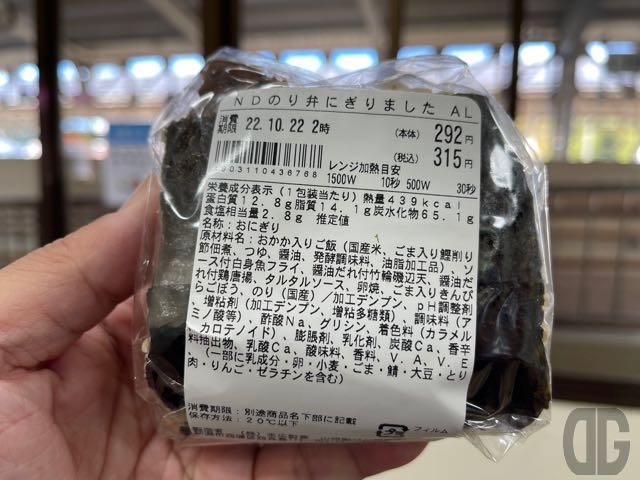 NDのり弁にぎりました AL
消費期限 22.10.22 2時
(本体) 292円
(税込) 315円
レンジ加熱目安
1500W 10秒 500W 30秒
栄養成分表示(1包装当たり)熱量439kcal
蛋白質12.8g脂質14.1g炭水化物65.1g
食塩相当量2.8g 推定値
名称:おにぎり
原材料名:おかか入りご飯(国産米、ごま入り鰹削り
節佃煮、つゆ、醤油、発酵調味料、油脂加工品)、ソ
ース付白身魚フライ、醤油だれ付竹輪磯辺天、醤油だ
れ付鶏唐揚、タルタルソース、卵焼、ごま入りきんぴ
らごぼう、のり(国産)/加工デンプン、pH調整剤
、増粘剤(加工デンプン、増粘多糖類)、調味料(ア
ミノ酸等)、酢酸Na、グリシン、着色料(カラメル
、カロテノイド)、膨脹剤、乳化剤、炭酸Ca、香辛
料抽出物、乳酸Ca、酸味料、香料、V.A、V.E
、(一部に乳成分・卵・小麦・ごま・鯖・大豆・とり
肉・りんご・ゼラチンを含む)
消費期限:別途商品名下部に記載
保存方法:20℃以下
プラ フィルム
DG